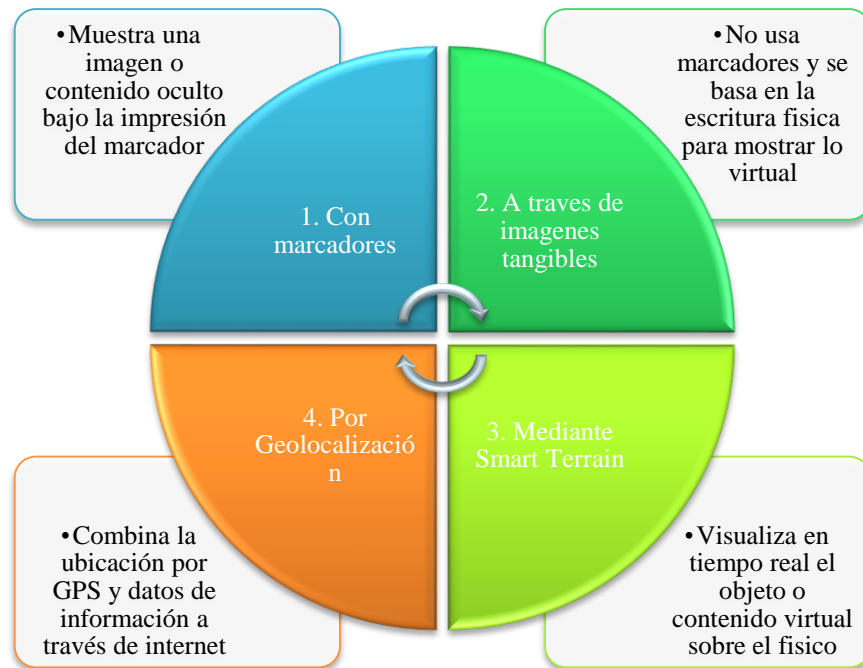 •Muestra una
imagen o
contenido oculto
bajo la impresión
del marcador
•No usa
marcadores y se
basa en la
escritura fisica
para mostrar lo
virtual
1. Con
marcadores
2. A traves de
imagenes
tangibles
4. Por
Geolocalizació
n
3. Mediante
Smart Terrain
•Combina la
ubicación por
GPS y datos de
información a
través de internet
•Visualiza en
tiempo real el
objeto o
contenido virtual
sobre el fisico